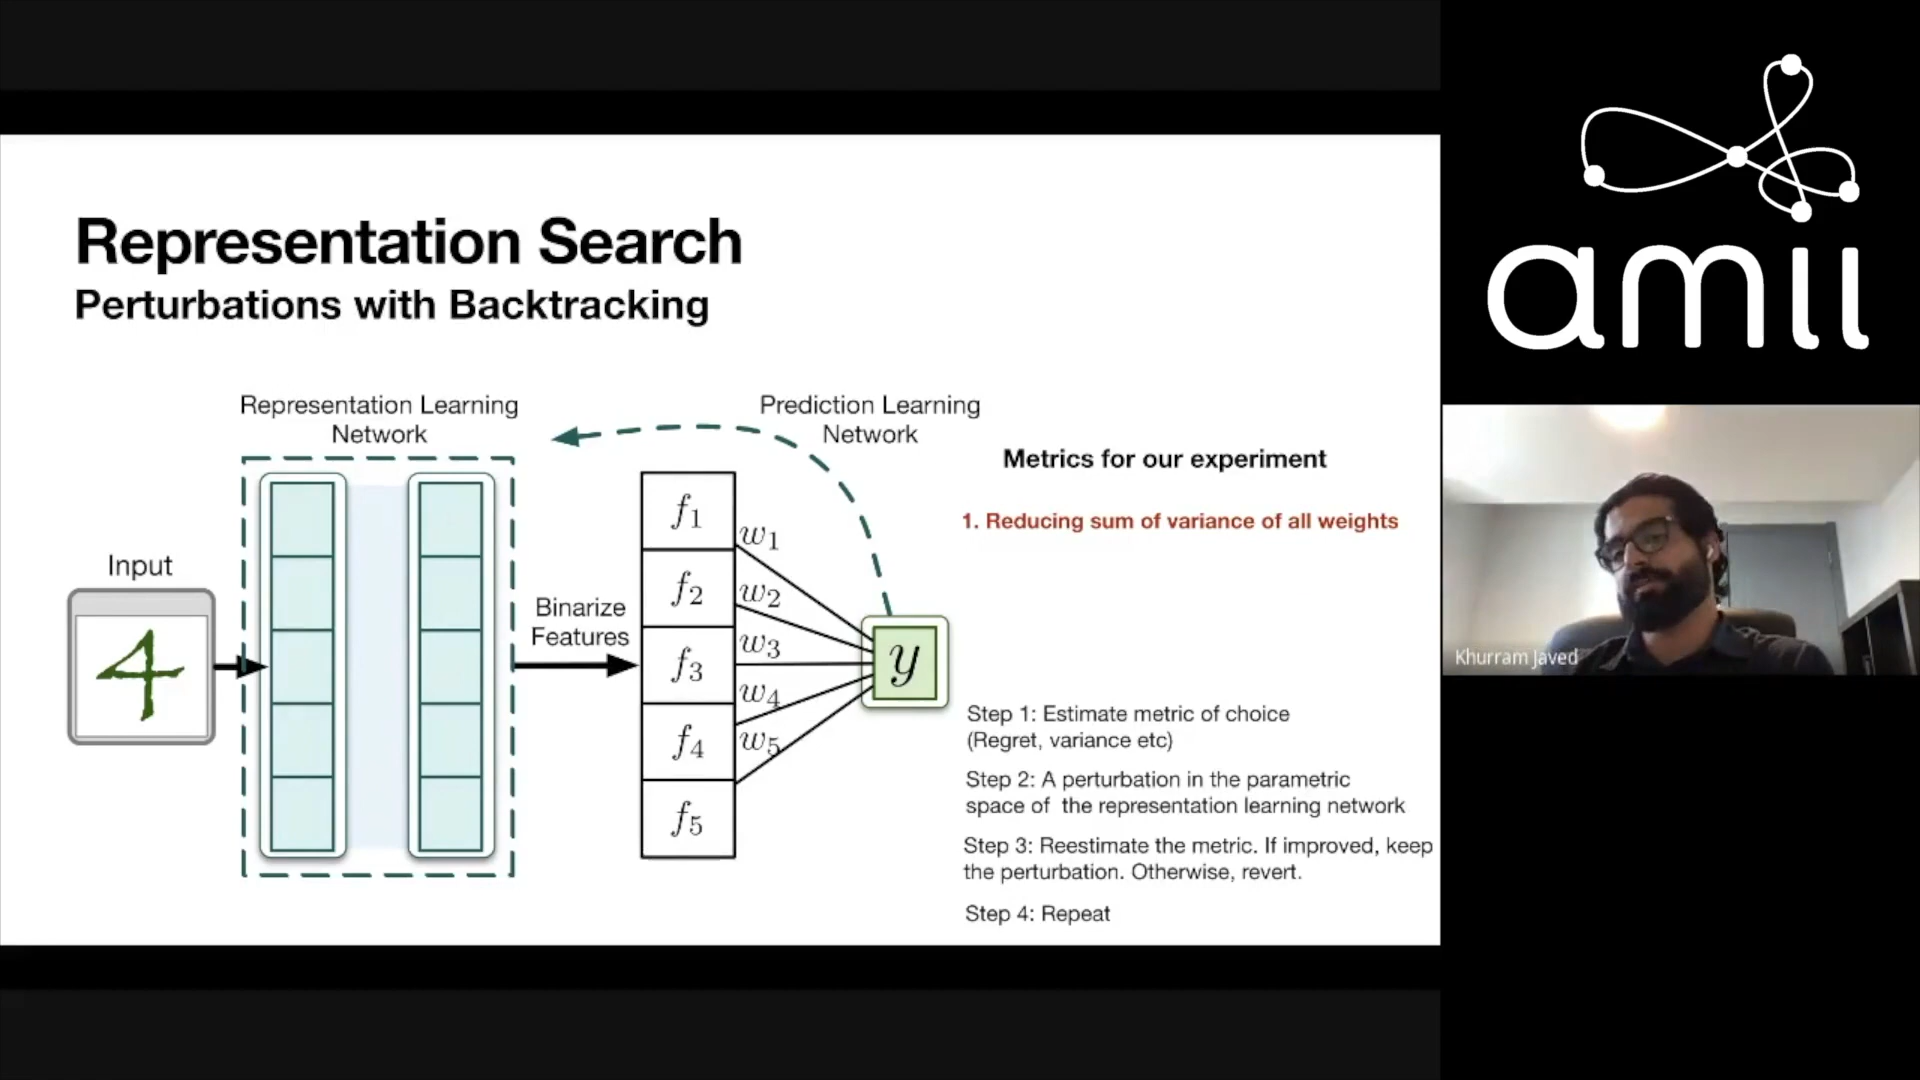 Representation Search
Perturbations with Backtracking
Representation Learning
Network
Prediction Learning
Network
Metrics for our experiment
1. Reducing sum of variance of all weights
Input
4
Binarize
Features
f1
f2
f3
f4
f5
w1
w2
w3
w4
w5
y
Step 1: Estimate metric of choice
(Regret, variance etc)
Step 2: A perturbation in the parametric
space of the representation learning network
Step 3: Reestimate the metric. If improved, keep
the perturbation. Otherwise, revert.
Step 4: Repeat
amii
Khurram Javed